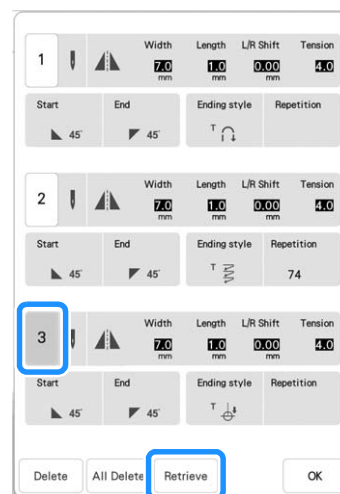 1 Width Length L/R Shift Tension
7.0 1.0 0.00 4.0
mm mm mm
Start End Ending style Repetition
45° 45° T
2 Width Length L/R Shift Tension
7.0 1.0 0.00 4.0
mm mm mm
Start End Ending style Repetition
45° 45° T 74
3 Width Length L/R Shift Tension
7.0 1.0 0.00 4.0
mm mm mm
Start End Ending style Repetition
45° 45° T
Delete All Delete Retrieve OK